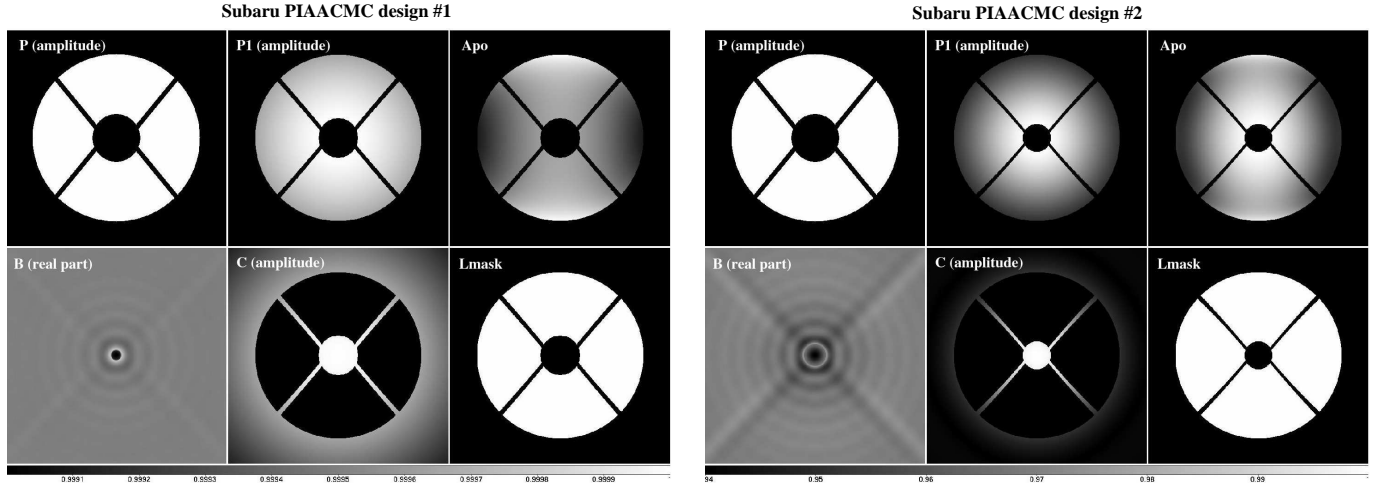 Subaru PIAACMC design #1
P (amplitude)
P1 (amplitude)
Apo
B (real part)
C (amplitude)
Lmask
0.9991
0.9992
0.9993
0.9994
0.9995
0.9996
0.9997
0.9998
0.9999
Subaru PIAACMC design #2
P (amplitude)
P1 (amplitude)
Apo
B (real part)
C (amplitude)
Lmask
94
0.95
0.96
0.97
0.98
0.99